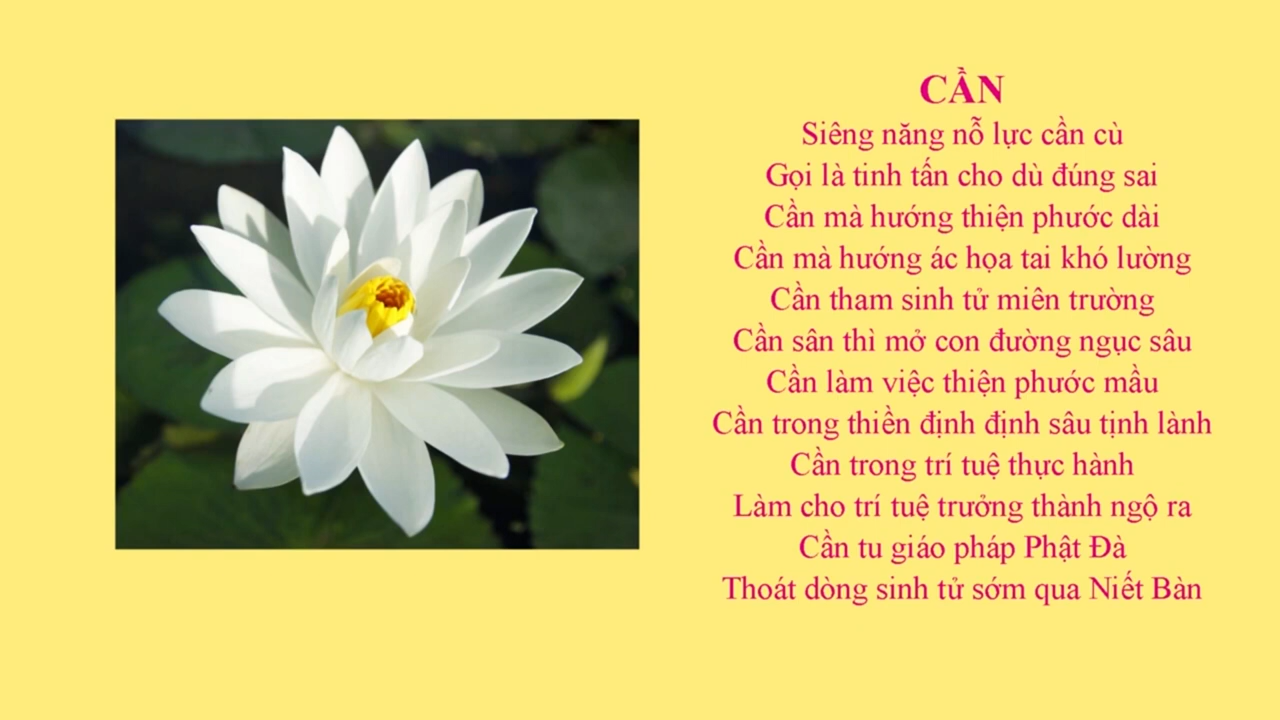 CẦN
Siêng năng nỗ lực cần cù
Gọi là tinh tấn cho dù đúng sai
Cần mà hướng thiện phước dài
Cần mà hướng ác họa tai khó lường
Cần tham sinh tử miên trường
Cần sân thì mở con đường ngục sâu
Cần làm việc thiện phước mầu
Cần trong thiền định định sâu tịnh lành
Cần trong trí tuệ thực hành
Làm cho trí tuệ trưởng thành ngộ ra
Cần tu giáo pháp Phật Đà
Thoát dòng sinh tử sớm qua Niết Bàn